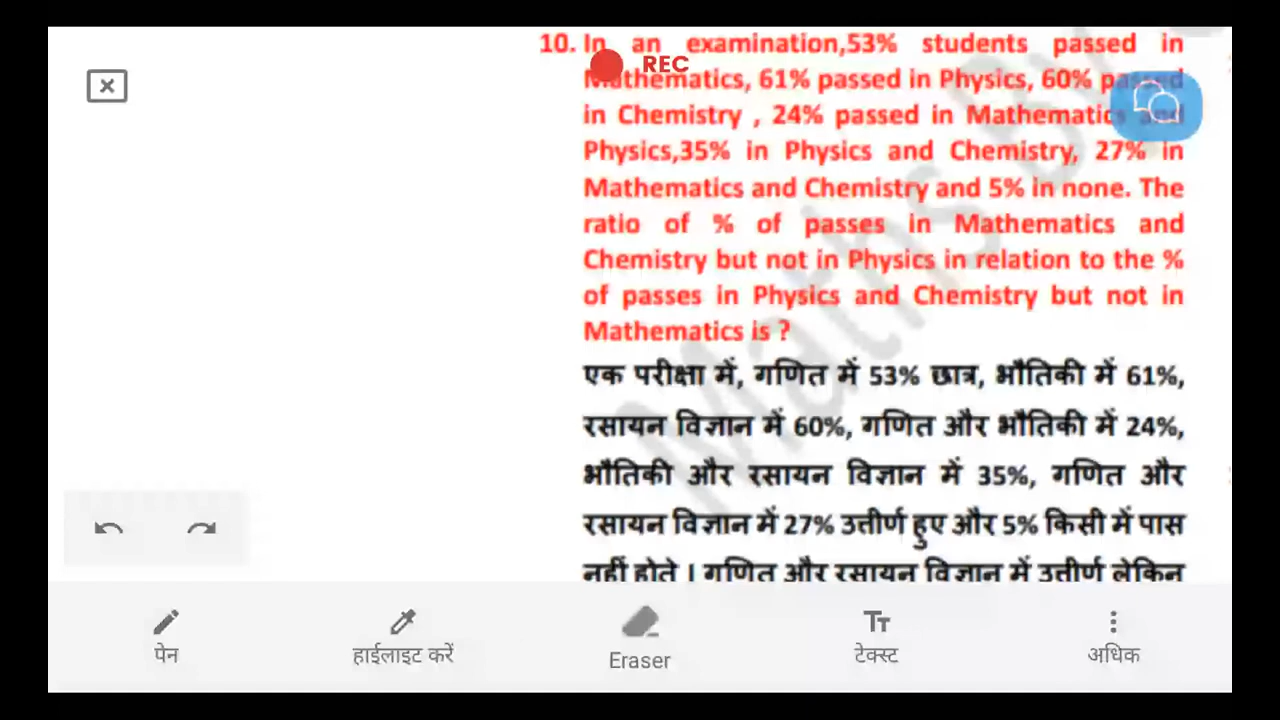 10. In an examination,53% students passed in
REC
Mathematics, 61% passed in Physics, 60% passed
in Chemistry , 24% passed in Mathematics and
Physics,35% in Physics and Chemistry, 27% in
Mathematics and Chemistry and 5% in none. The
ratio of % of passes in Mathematics and
Chemistry but not in Physics in relation to the %
of passes in Physics and Chemistry but not in
Mathematics is ?
एक परीक्षा में, गणित में 53% छात्र, भौतिकी में 61%,
रसायन विज्ञान में 60%, गणित और भौतिकी में 24%,
भौतिकी और रसायन विज्ञान में 35%, गणित और
रसायन विज्ञान में 27% उत्तीर्ण हुए और 5% किसी में पास
नहीं होते । गणित और रसायन विज्ञान में उत्तीर्ण लेकिन
Maths By
पेन
हाईलाइट करें
Eraser
टेक्स्ट
अधिक